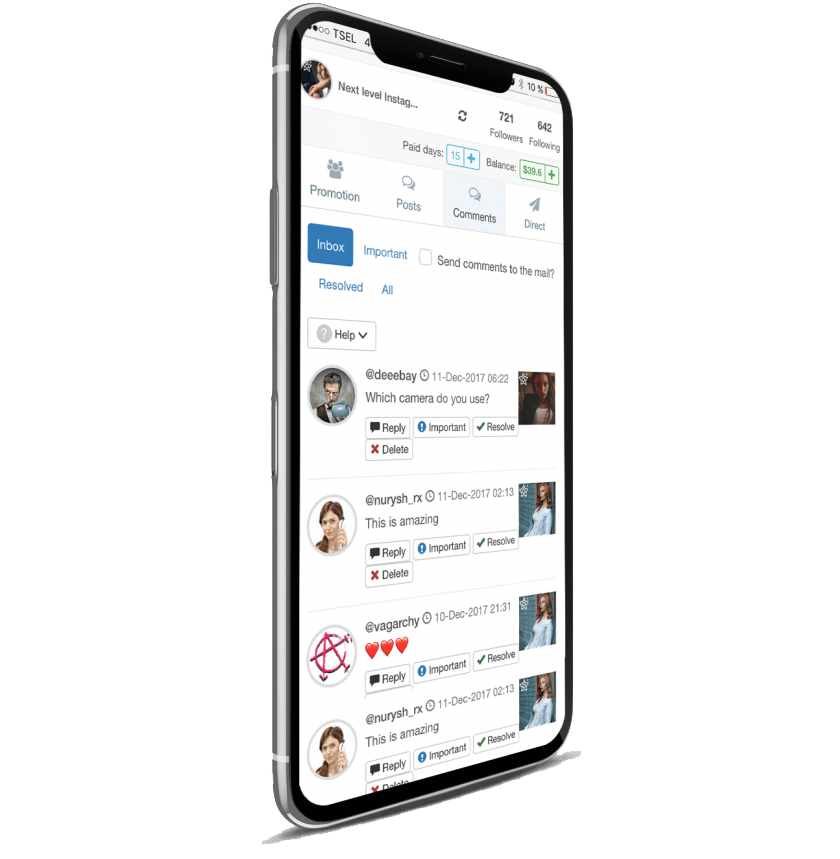 TSEL 4
10 %
Next level Instag...
721
Followers
642
Following
Paid days: 15 +
Balance: $39.6 +
Promotion
Posts
Comments
Direct
Inbox
Important
Send comments to the mail?
Resolved
All
? Help
@deeebay 11-Dec-2017 06:22
Which camera do you use?
Reply Important Resolve
Delete
@nurysh_rx 11-Dec-2017 02:13
This is amazing
Reply Important Resolve
Delete
@vagarchy 10-Dec-2017 21:31
❤️❤️❤️
Reply Important Resolve
@nurysh_rx 11-Dec-2017 02:13
This is amazing
Reply Important Resolve
Delete